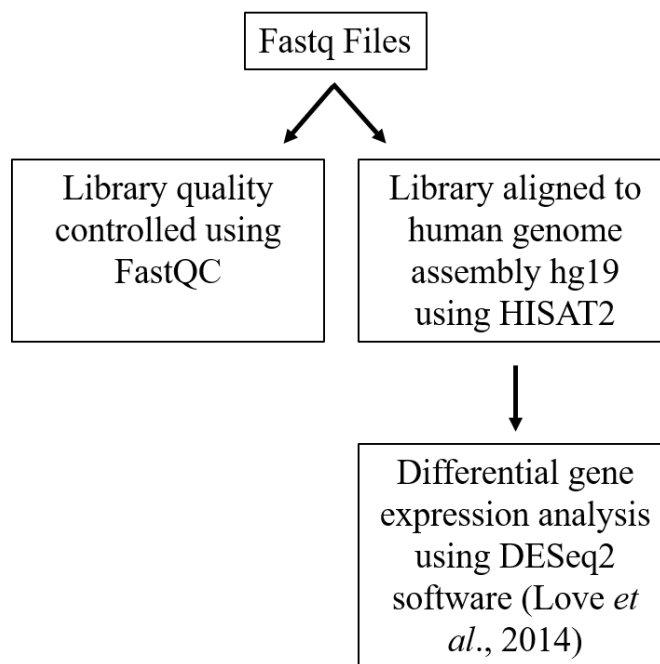 Fastq Files
Library quality
controlled using
FastQC
Library aligned to
human genome
assembly hg19
using HISAT2
Differential gene
expression analysis
using DESeq2
software (Love et
al., 2014)